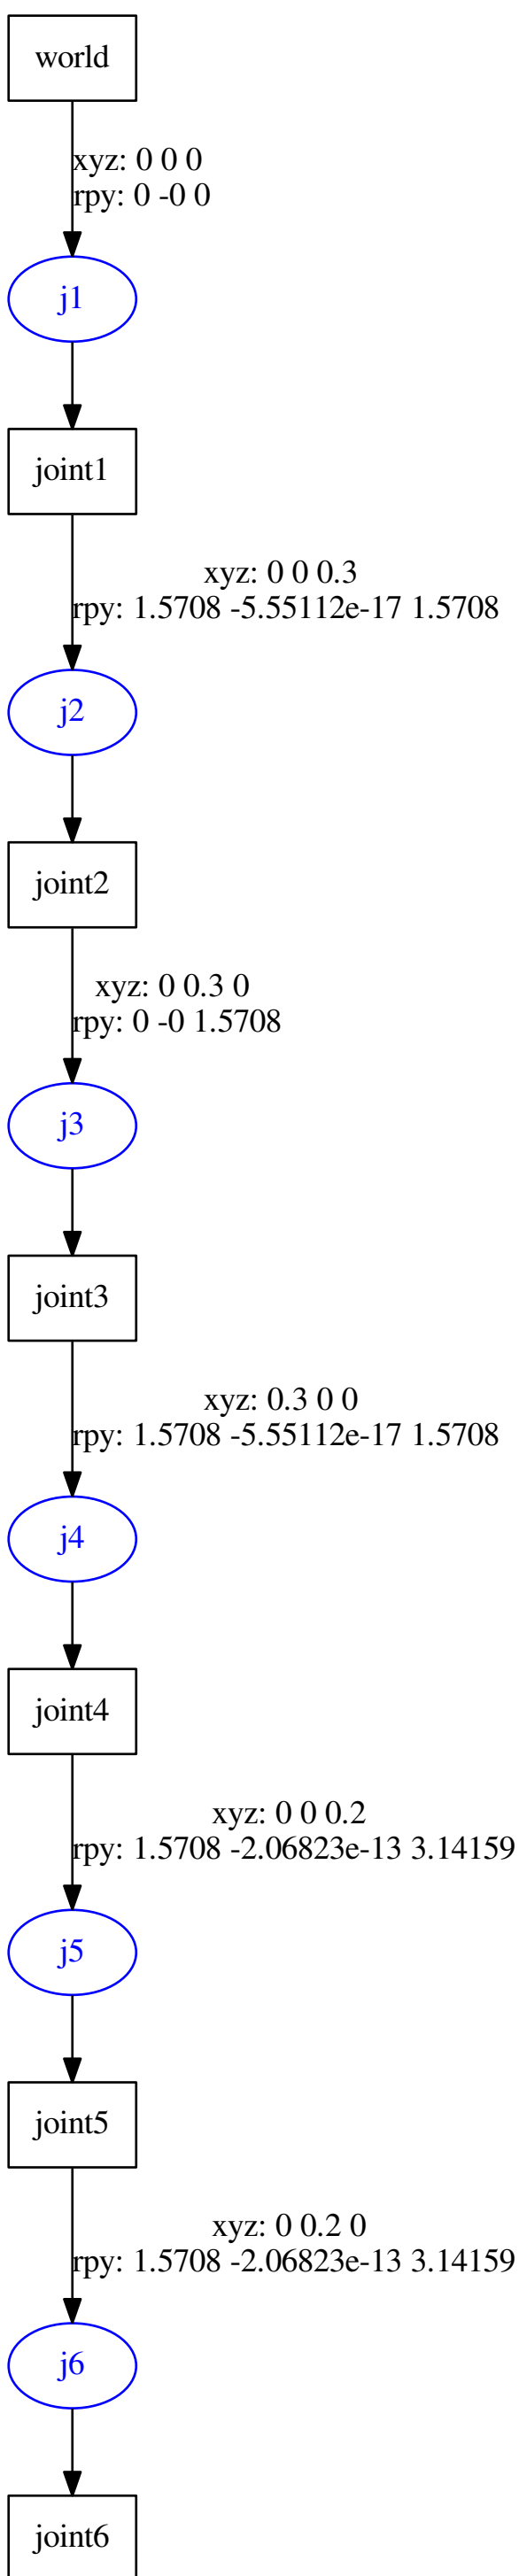 world
xyz: 0 0 0
rpy: 0 -0 0
j1
joint1
xyz: 0 0 0.3
rpy: 1.5708 -5.55112e-17 1.5708
j2
joint2
xyz: 0 0.3 0
rpy: 0 -0 1.5708
j3
joint3
xyz: 0.3 0 0
rpy: 1.5708 -5.55112e-17 1.5708
j4
joint4
xyz: 0 0 0.2
rpy: 1.5708 -2.06823e-13 3.14159
j5
joint5
xyz: 0 0.2 0
rpy: 1.5708 -2.06823e-13 3.14159
j6
joint6